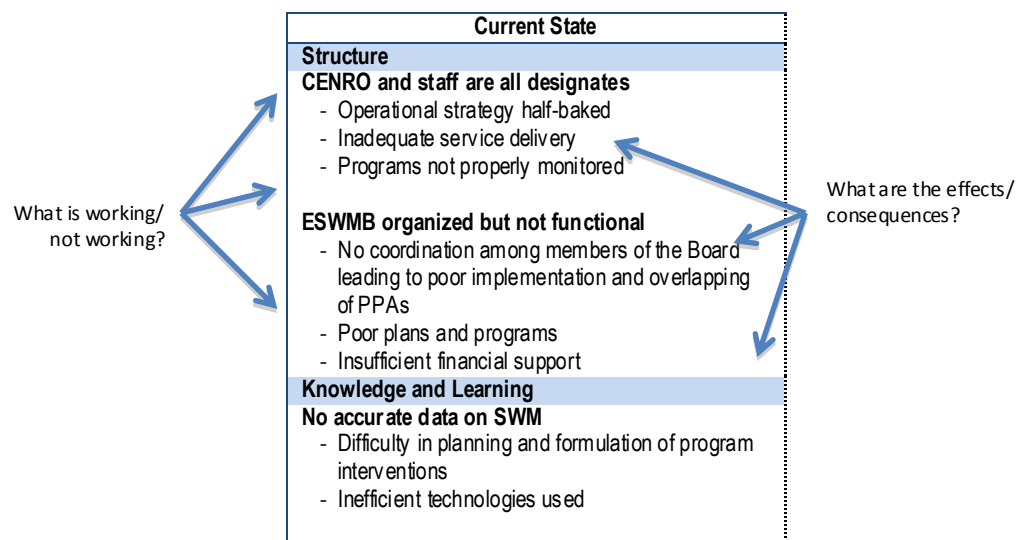 Current State
Structure
CENRO and staff are all designates
- Operational strategy half-baked
- Inadequate service delivery
- Programs not properly monitored
What is working/
not working?
What are the effects/
consequences?
ESWMB organized but not functional
- No coordination among members of the Board
leading to poor implementation and overlapping
of PPAs
- Poor plans and programs
- Insufficient financial support
Knowledge and Learning
No accurate data on SWM
- Difficulty in planning and formulation of program
interventions
- Inefficient technologies used